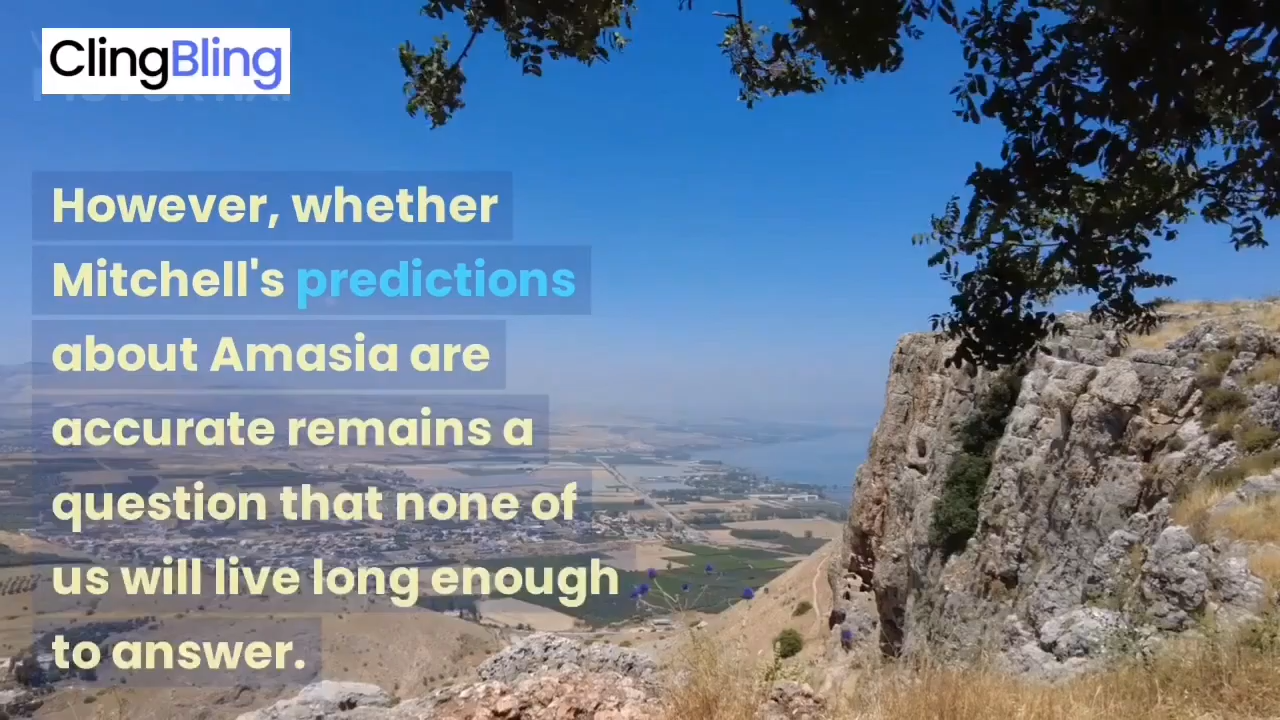 ClingBling
However, whether
Mitchell's predictions
about Amasia are
accurate remains a
question that none of
us will live long enough
to answer.